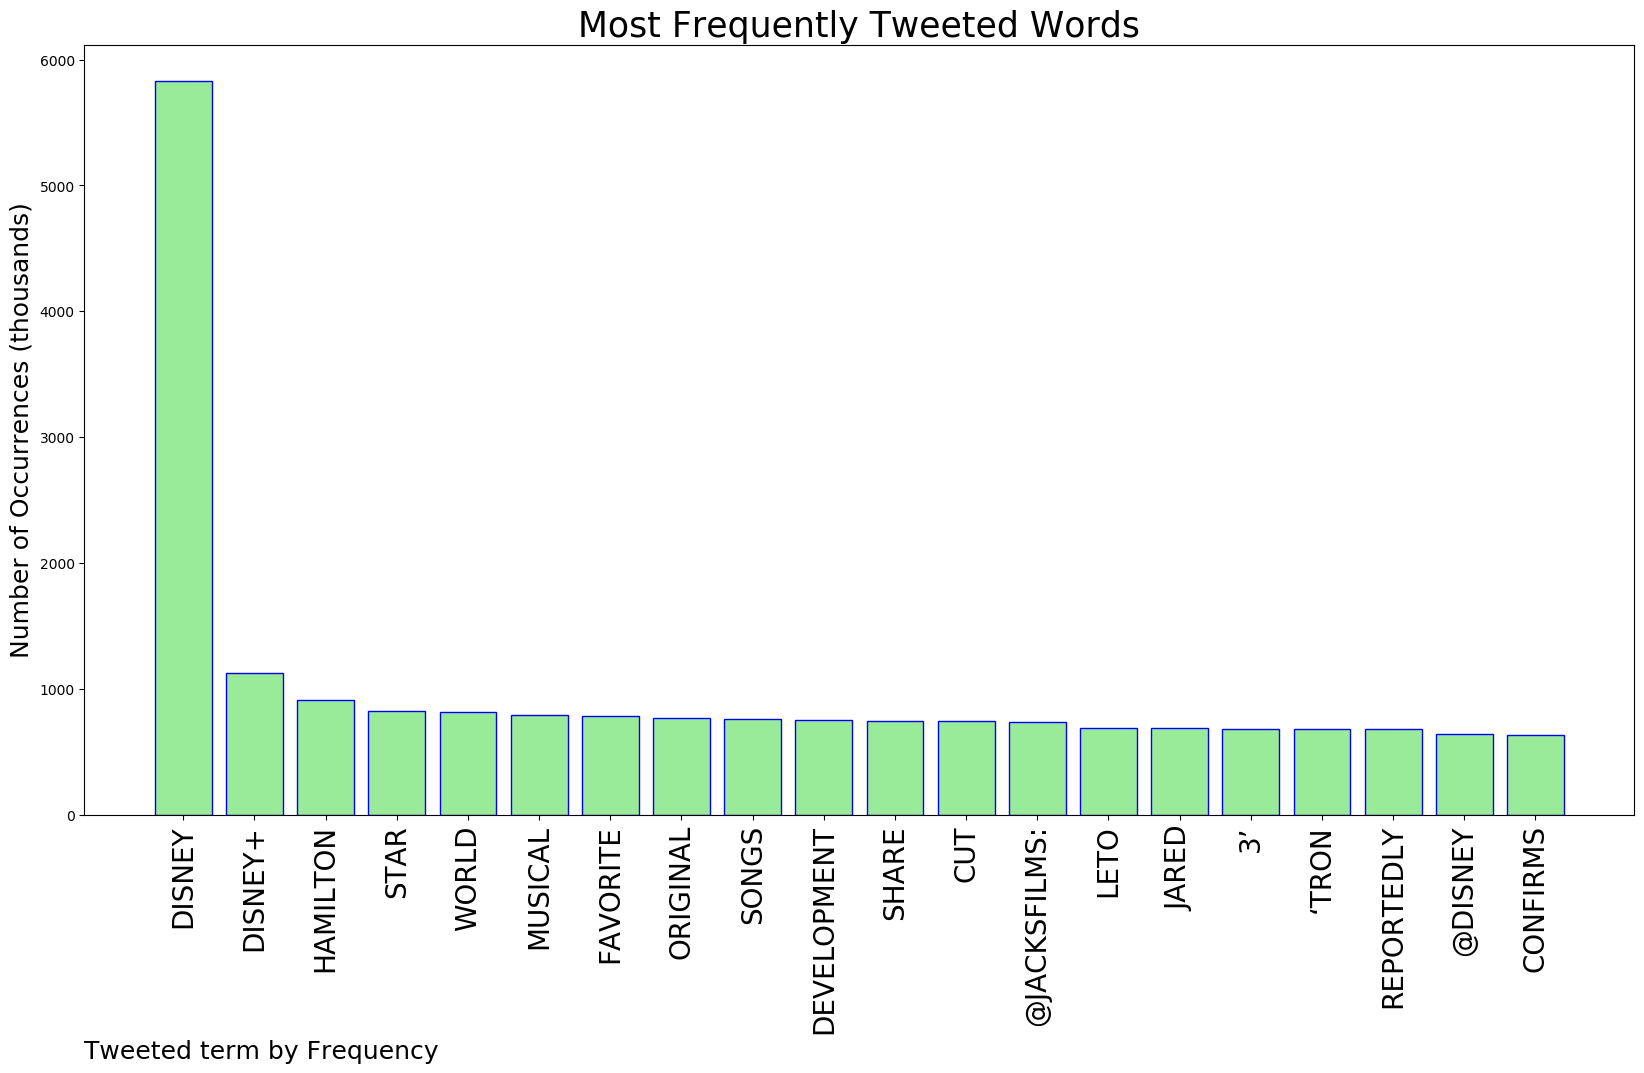 Most Frequently Tweeted Words
Number of Occurrences (thousands)
6000
5000
4000
3000
2000
1000
0
DISNEY
DISNEY+
HAMILTON
STAR
WORLD
MUSICAL
FAVORITE
ORIGINAL
SONGS
DEVELOPMENT
SHARE
CUT
@JACKSFILMS:
LETO
JARED
3’
‘TRON
REPORTEDLY
@DISNEY
CONFIRMS
Tweeted term by Frequency